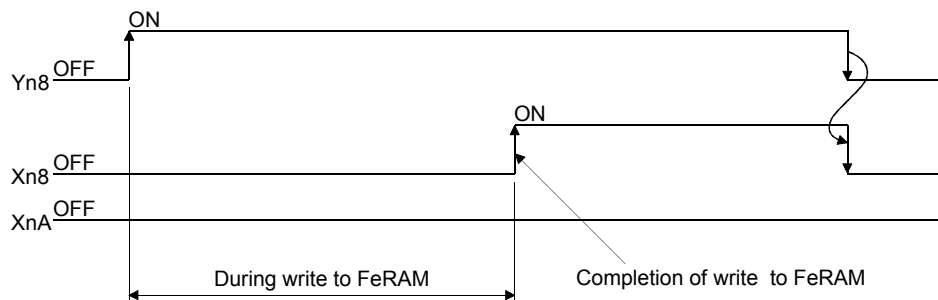 ON
OFF
Yn8
ON
OFF
Xn8
OFF
XnA
During write to FeRAM
Completion of write to FeRAM